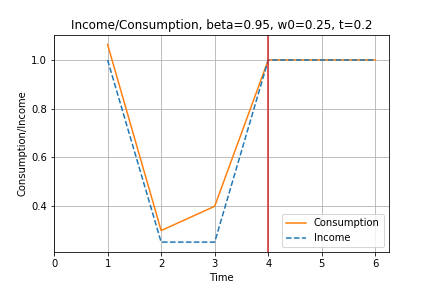 Income/Consumption, beta=0.95, w0=0.25, t=0.2
Consumption/Income
1.0
0.8
0.6
0.4
0
1
2
3
4
5
6
Time
Consumption
Income